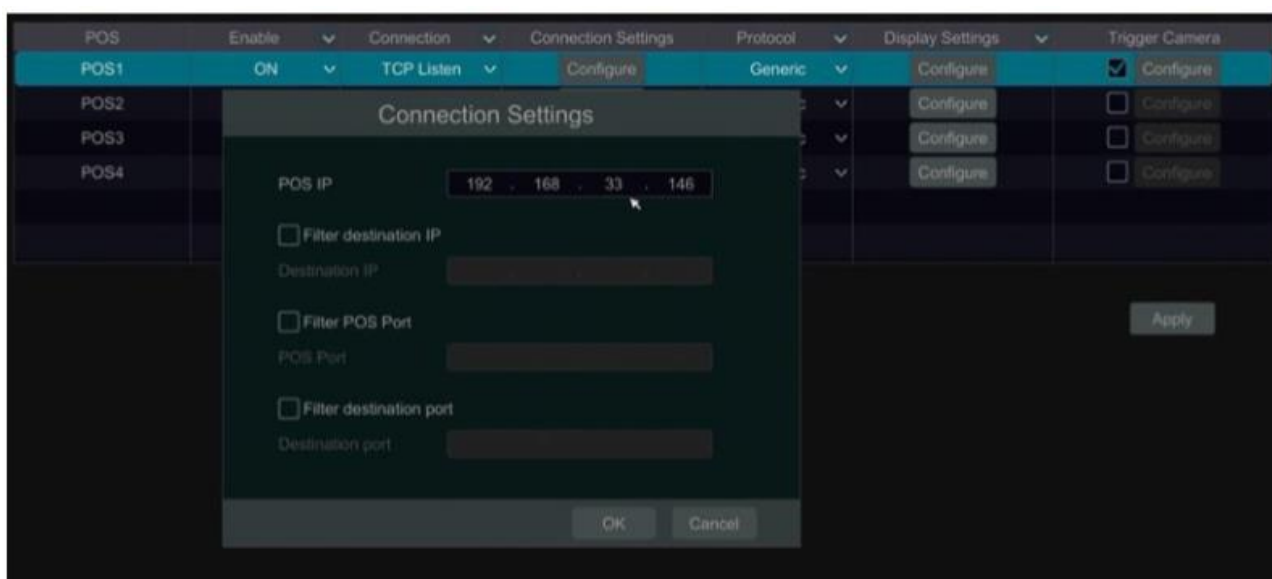 POS Enable Connection Connection Settings Protocol Display Settings Trigger Camera
POS1 ON TCP Listen Configure Generic Configure Configure
POS2 Configure Configure
POS3 Configure Configure
POS4 Configure Configure
Connection Settings
POS IP 192 . 168 . 33 . 146
Filter destination IP
Destination IP
Filter POS Port
POS Port
Filter destination port
Destination port
OK Cancel
Apply